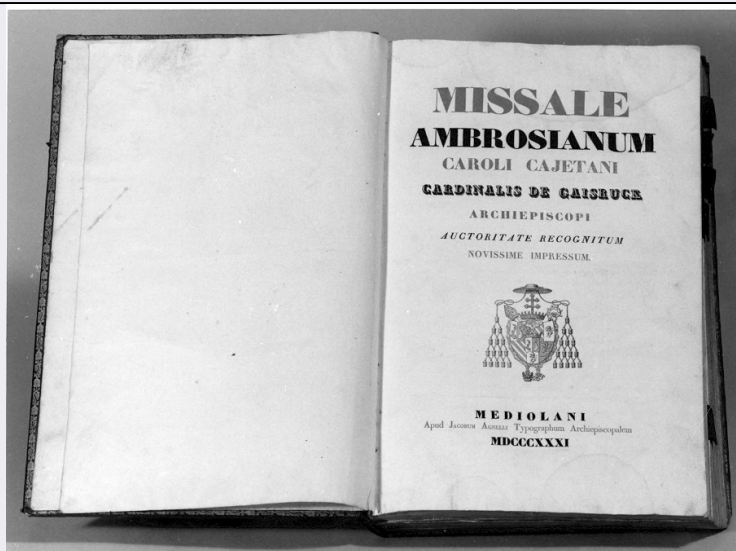 MISSALE
AMBROSIANUM
CAROLI CAJETANI
CARDINALIS DE GAISRUCK
ARCHIEPISCOPI
AUCTORITATE RECOGNITUM
NOVISSIME IMPRESSUM.
MEDIOLANI
Apud JACOBUM AGNELLI Typographum Archiepiscopalem
MDCCCXXXI